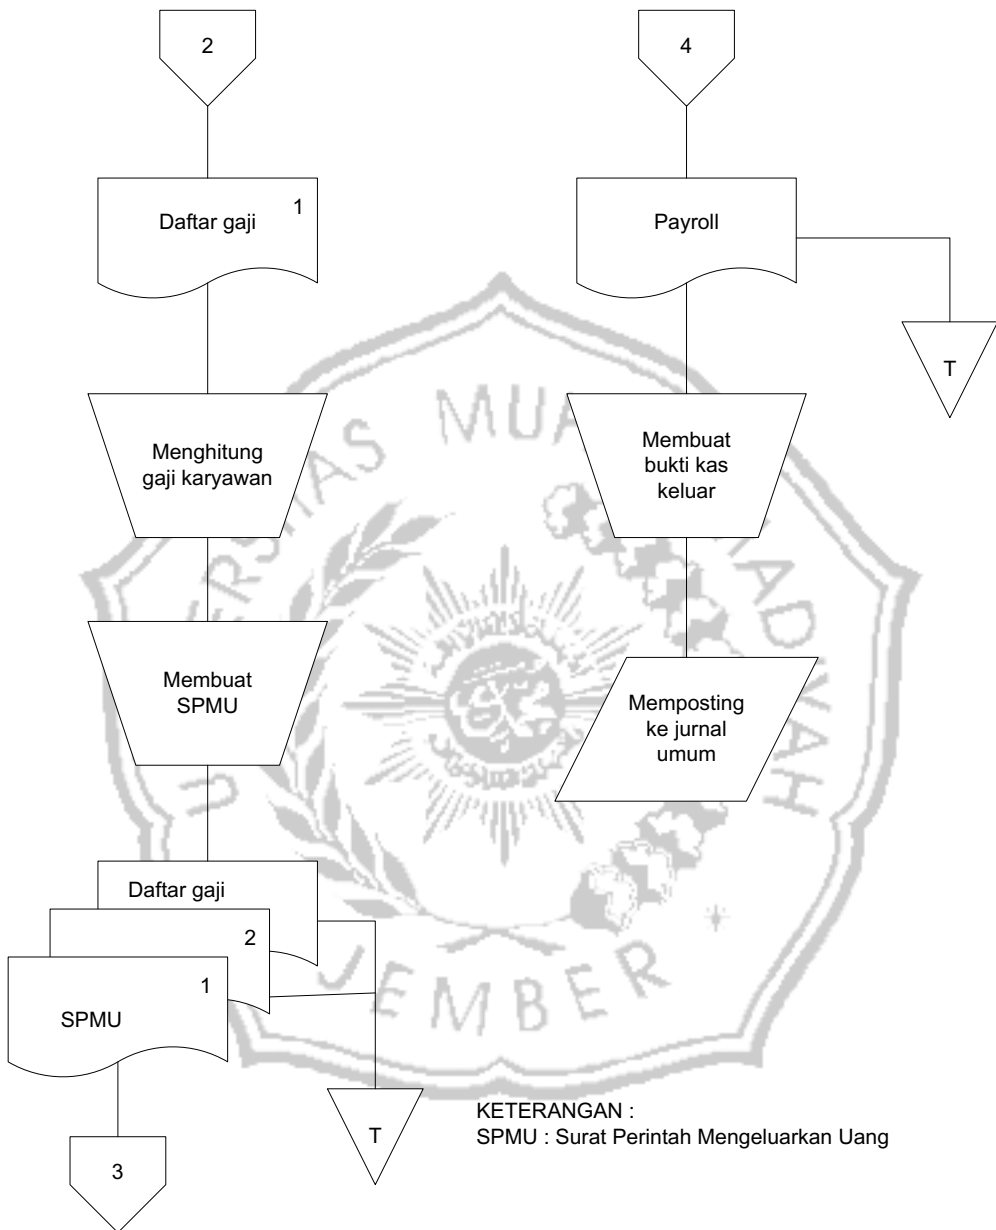 2
Daftar gaji
1
Menghitung
gaji karyawan
Membuat
SPMU
Daftar gaji
2
1
SPMU
3
T
4
Payroll
T
Membuat
bukti kas
keluar
Memposting
ke jurnal
umum
KETERANGAN :
SPMU : Surat Perintah Mengeluarkan Uang
JEMBER